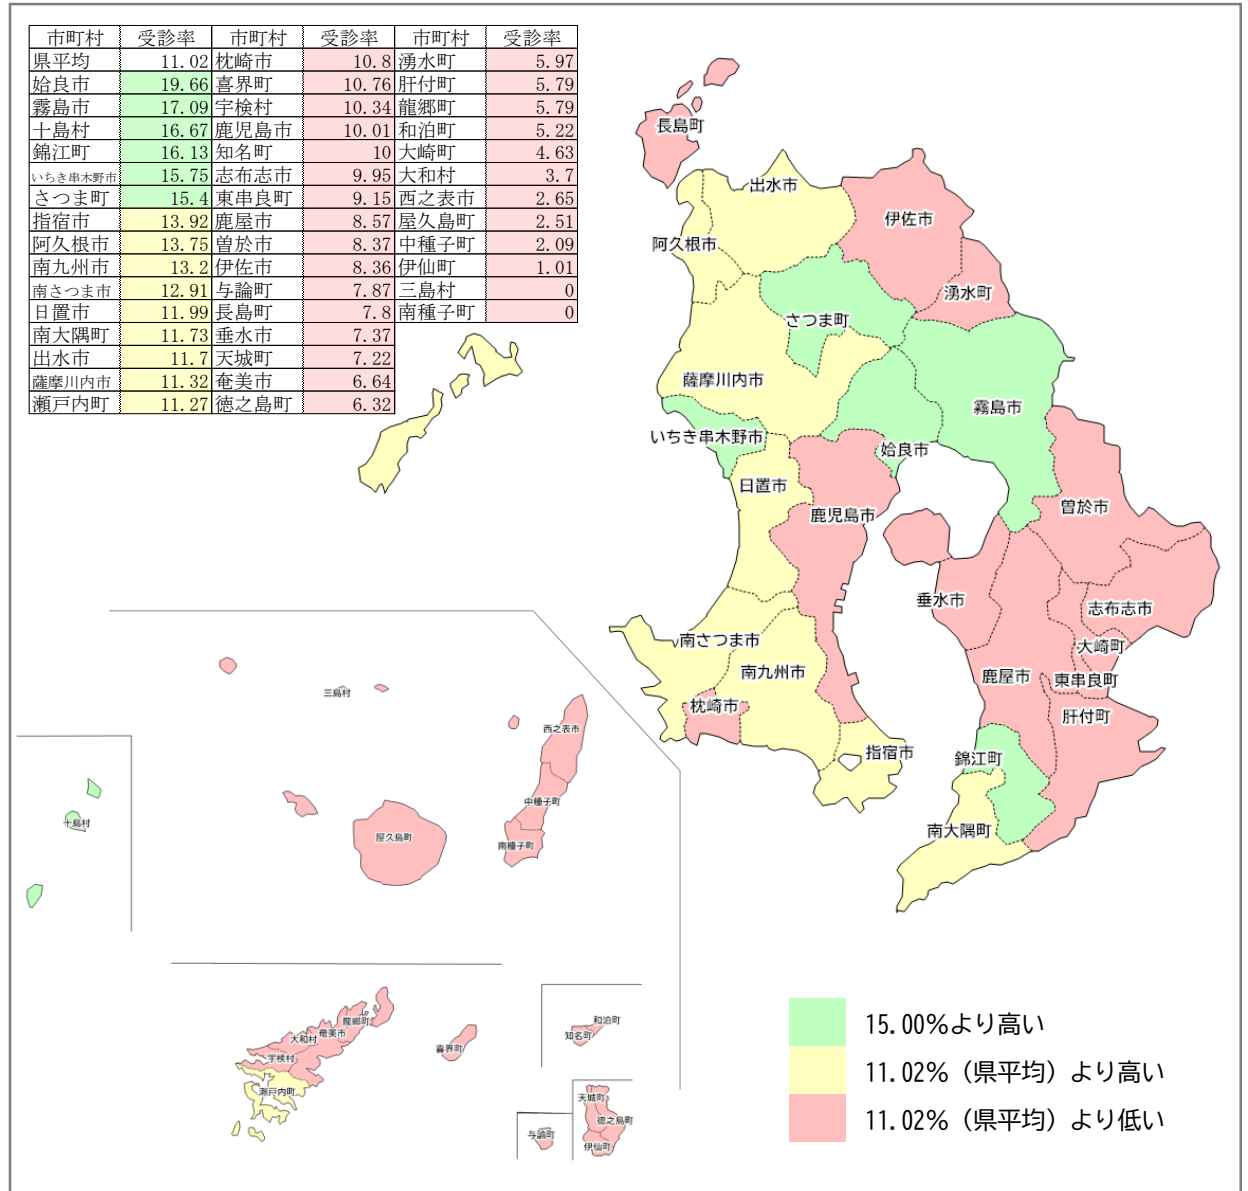 市町村 受診率 市町村 受診率 市町村 受診率
県平均 11.02 枕崎市 10.8 湧水町 5.97
姶良市 19.66 喜界町 10.76 肝付町 5.79
霧島市 17.09 宇検村 10.34 龍郷町 5.79
十島村 16.67 鹿児島市 10.01 和泊町 5.22
錦江町 16.13 知名町 10 大崎町 4.63
いちき串木野市 15.75 志布志市 9.95 大和村 3.7
さつま町 15.4 東串良町 9.15 西之表市 2.65
指宿市 13.92 鹿屋市 8.57 屋久島町 2.51
阿久根市 13.75 曽於市 8.37 中種子町 2.09
南九州市 13.2 伊佐市 8.36 伊仙町 1.01
南さつま市 12.91 与論町 7.87 三島村 0
日置市 11.99 長島町 7.8 南種子町 0
南大隅町 11.73 垂水市 7.37
出水市 11.7 天城町 7.22
薩摩川内市 11.32 奄美市 6.64
瀬戸内町 11.27 徳之島町 6.32
長島町
出水市
伊佐市
阿久根市
湧水町
さつま町
薩摩川内市
霧島市
いちき串木野市
姶良市
日置市
曽於市
鹿児島市
垂水市
志布志市
南さつま市
大崎町
南九州市
鹿屋市
東串良町
枕崎市
肝付町
指宿市
錦江町
南大隅町
三島村
西之表市
中種子町
十島村
屋久島町
南種子町
龍郷町
奄美市
大和村
宇検村
喜界町
瀬戸内町
和泊町
知名町
天城町
徳之島町
与論町
伊仙町
15.00%より高い
11.02%（県平均）より高い
11.02%（県平均）より低い